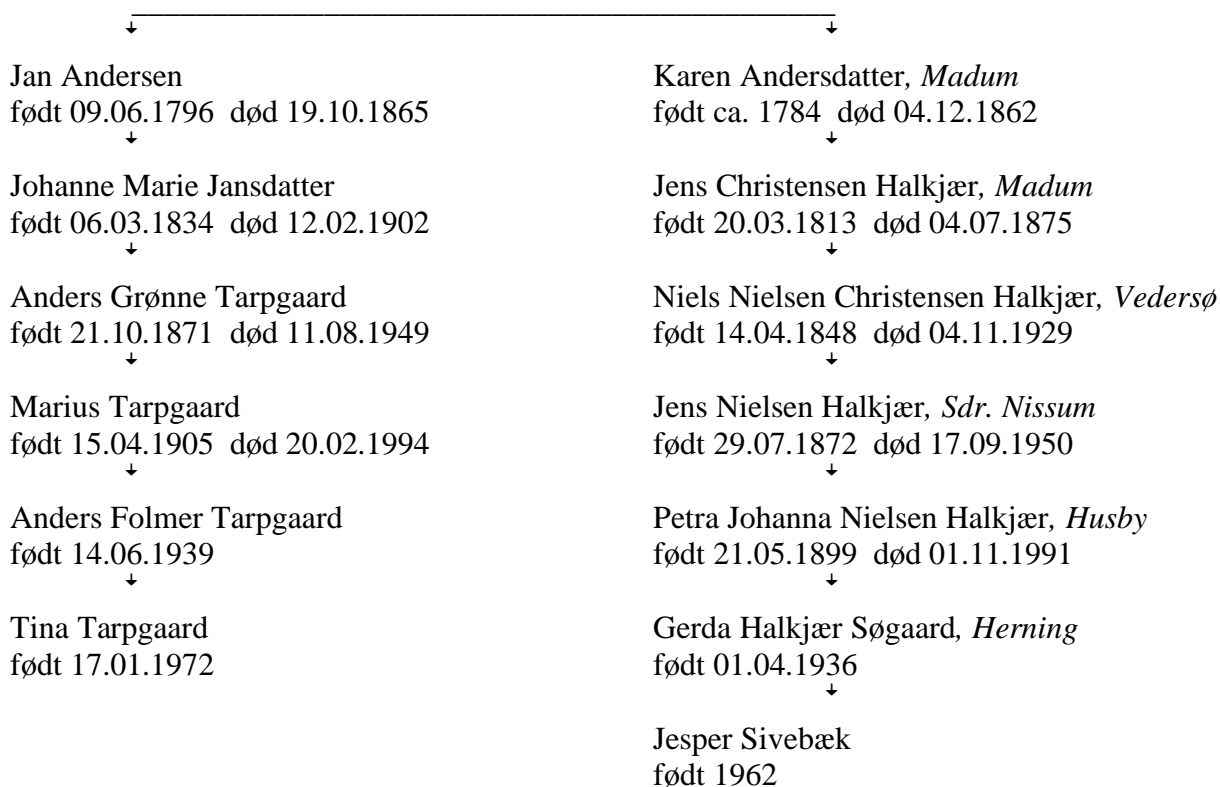 Jan Andersen
født 09.06.1796 død 19.10.1865
Johanne Marie Jansdatter
født 06.03.1834 død 12.02.1902
Anders Grønne Tarpgaard
født 21.10.1871 død 11.08.1949
Marius Tarpgaard
født 15.04.1905 død 20.02.1994
Anders Folmer Tarpgaard
født 14.06.1939
Tina Tarpgaard
født 17.01.1972
Karen Andersdatter, Madum
født ca. 1784 død 04.12.1862
Jens Christensen Halkjær, Madum
født 20.03.1813 død 04.07.1875
Niels Nielsen Christensen Halkjær, Vedersø
født 14.04.1848 død 04.11.1929
Jens Nielsen Halkjær, Sdr. Nissum
født 29.07.1872 død 17.09.1950
Petra Johanna Nielsen Halkjær, Husby
født 21.05.1899 død 01.11.1991
Gerda Halkjær Søgaard, Herning
født 01.04.1936
Jesper Sivebæk
født 1962